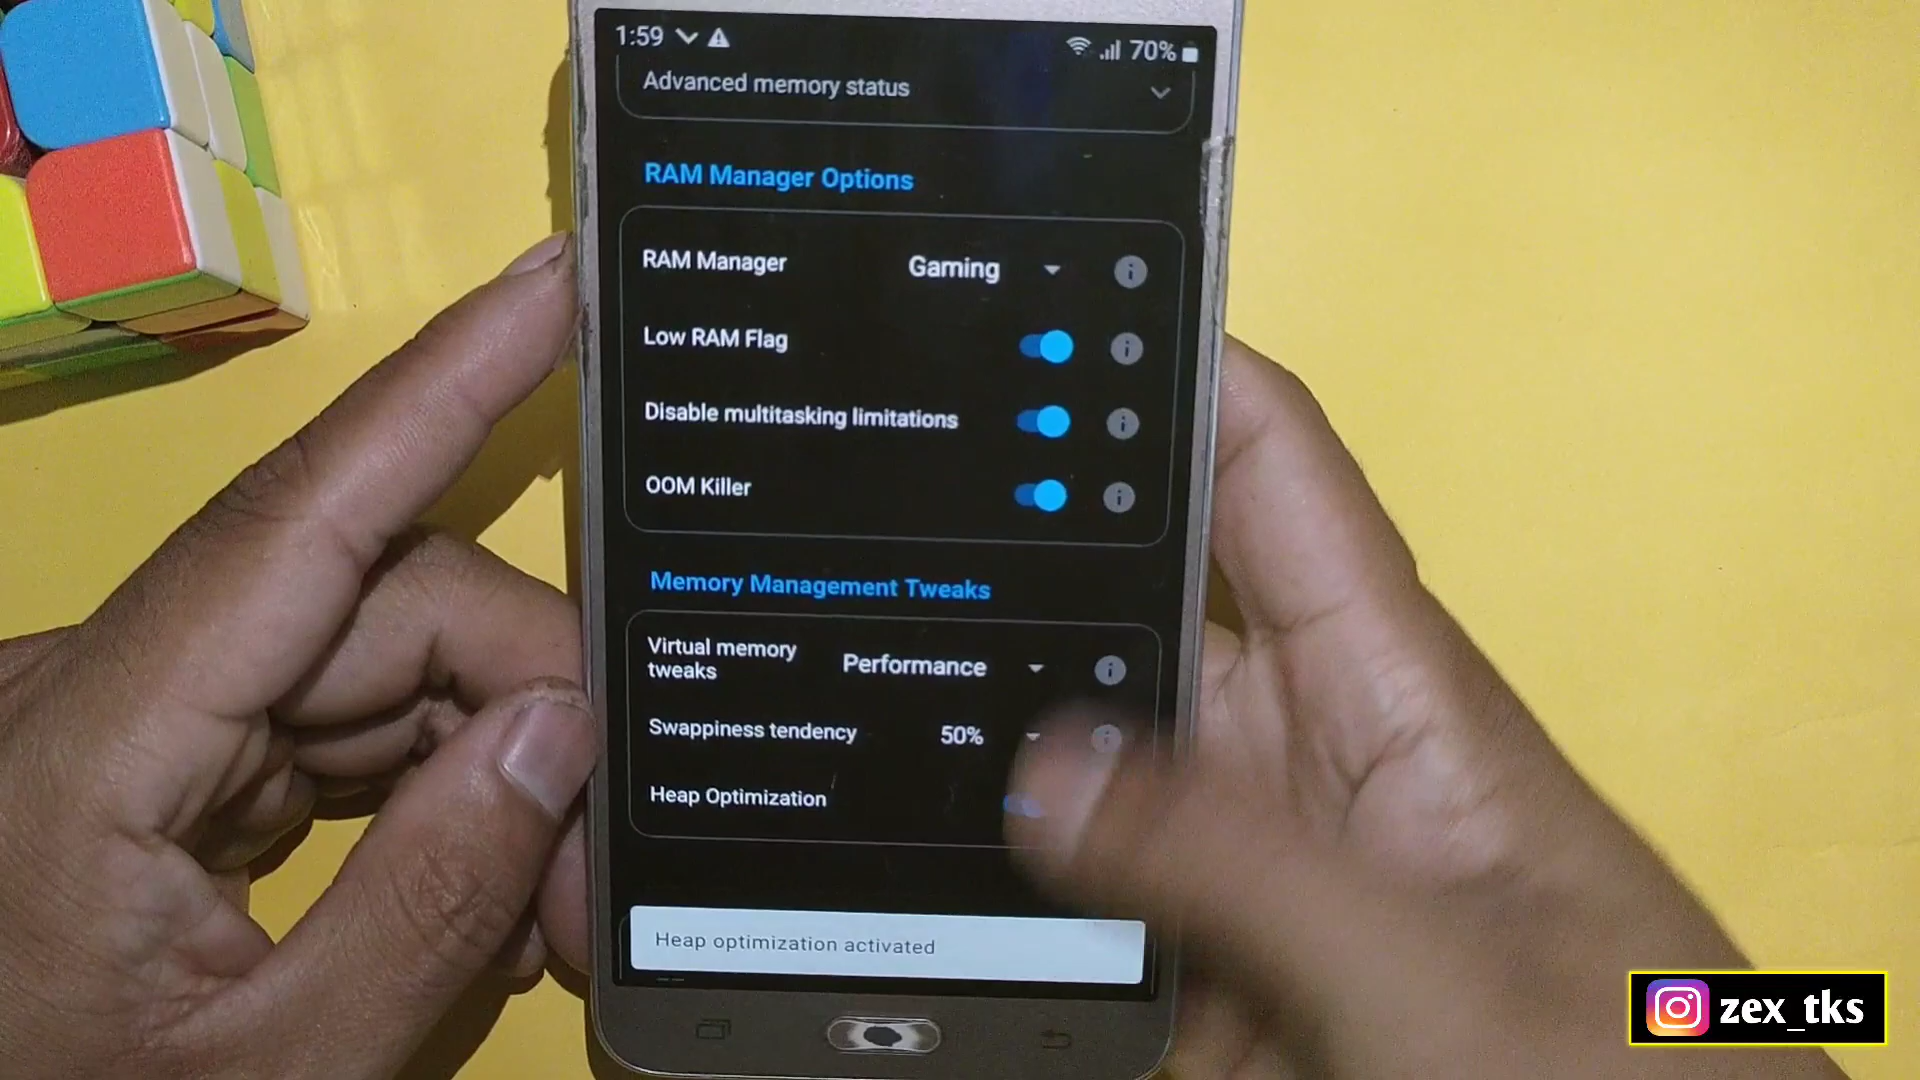 1:59
70%
Advanced memory status
RAM Manager Options
RAM Manager Gaming
Low RAM Flag
Disable multitasking limitations
OOM Killer
Memory Management Tweaks
Virtual memory
tweaks
Performance
Swappiness tendency 50%
Heap Optimization
Heap optimization activated
zex_tks